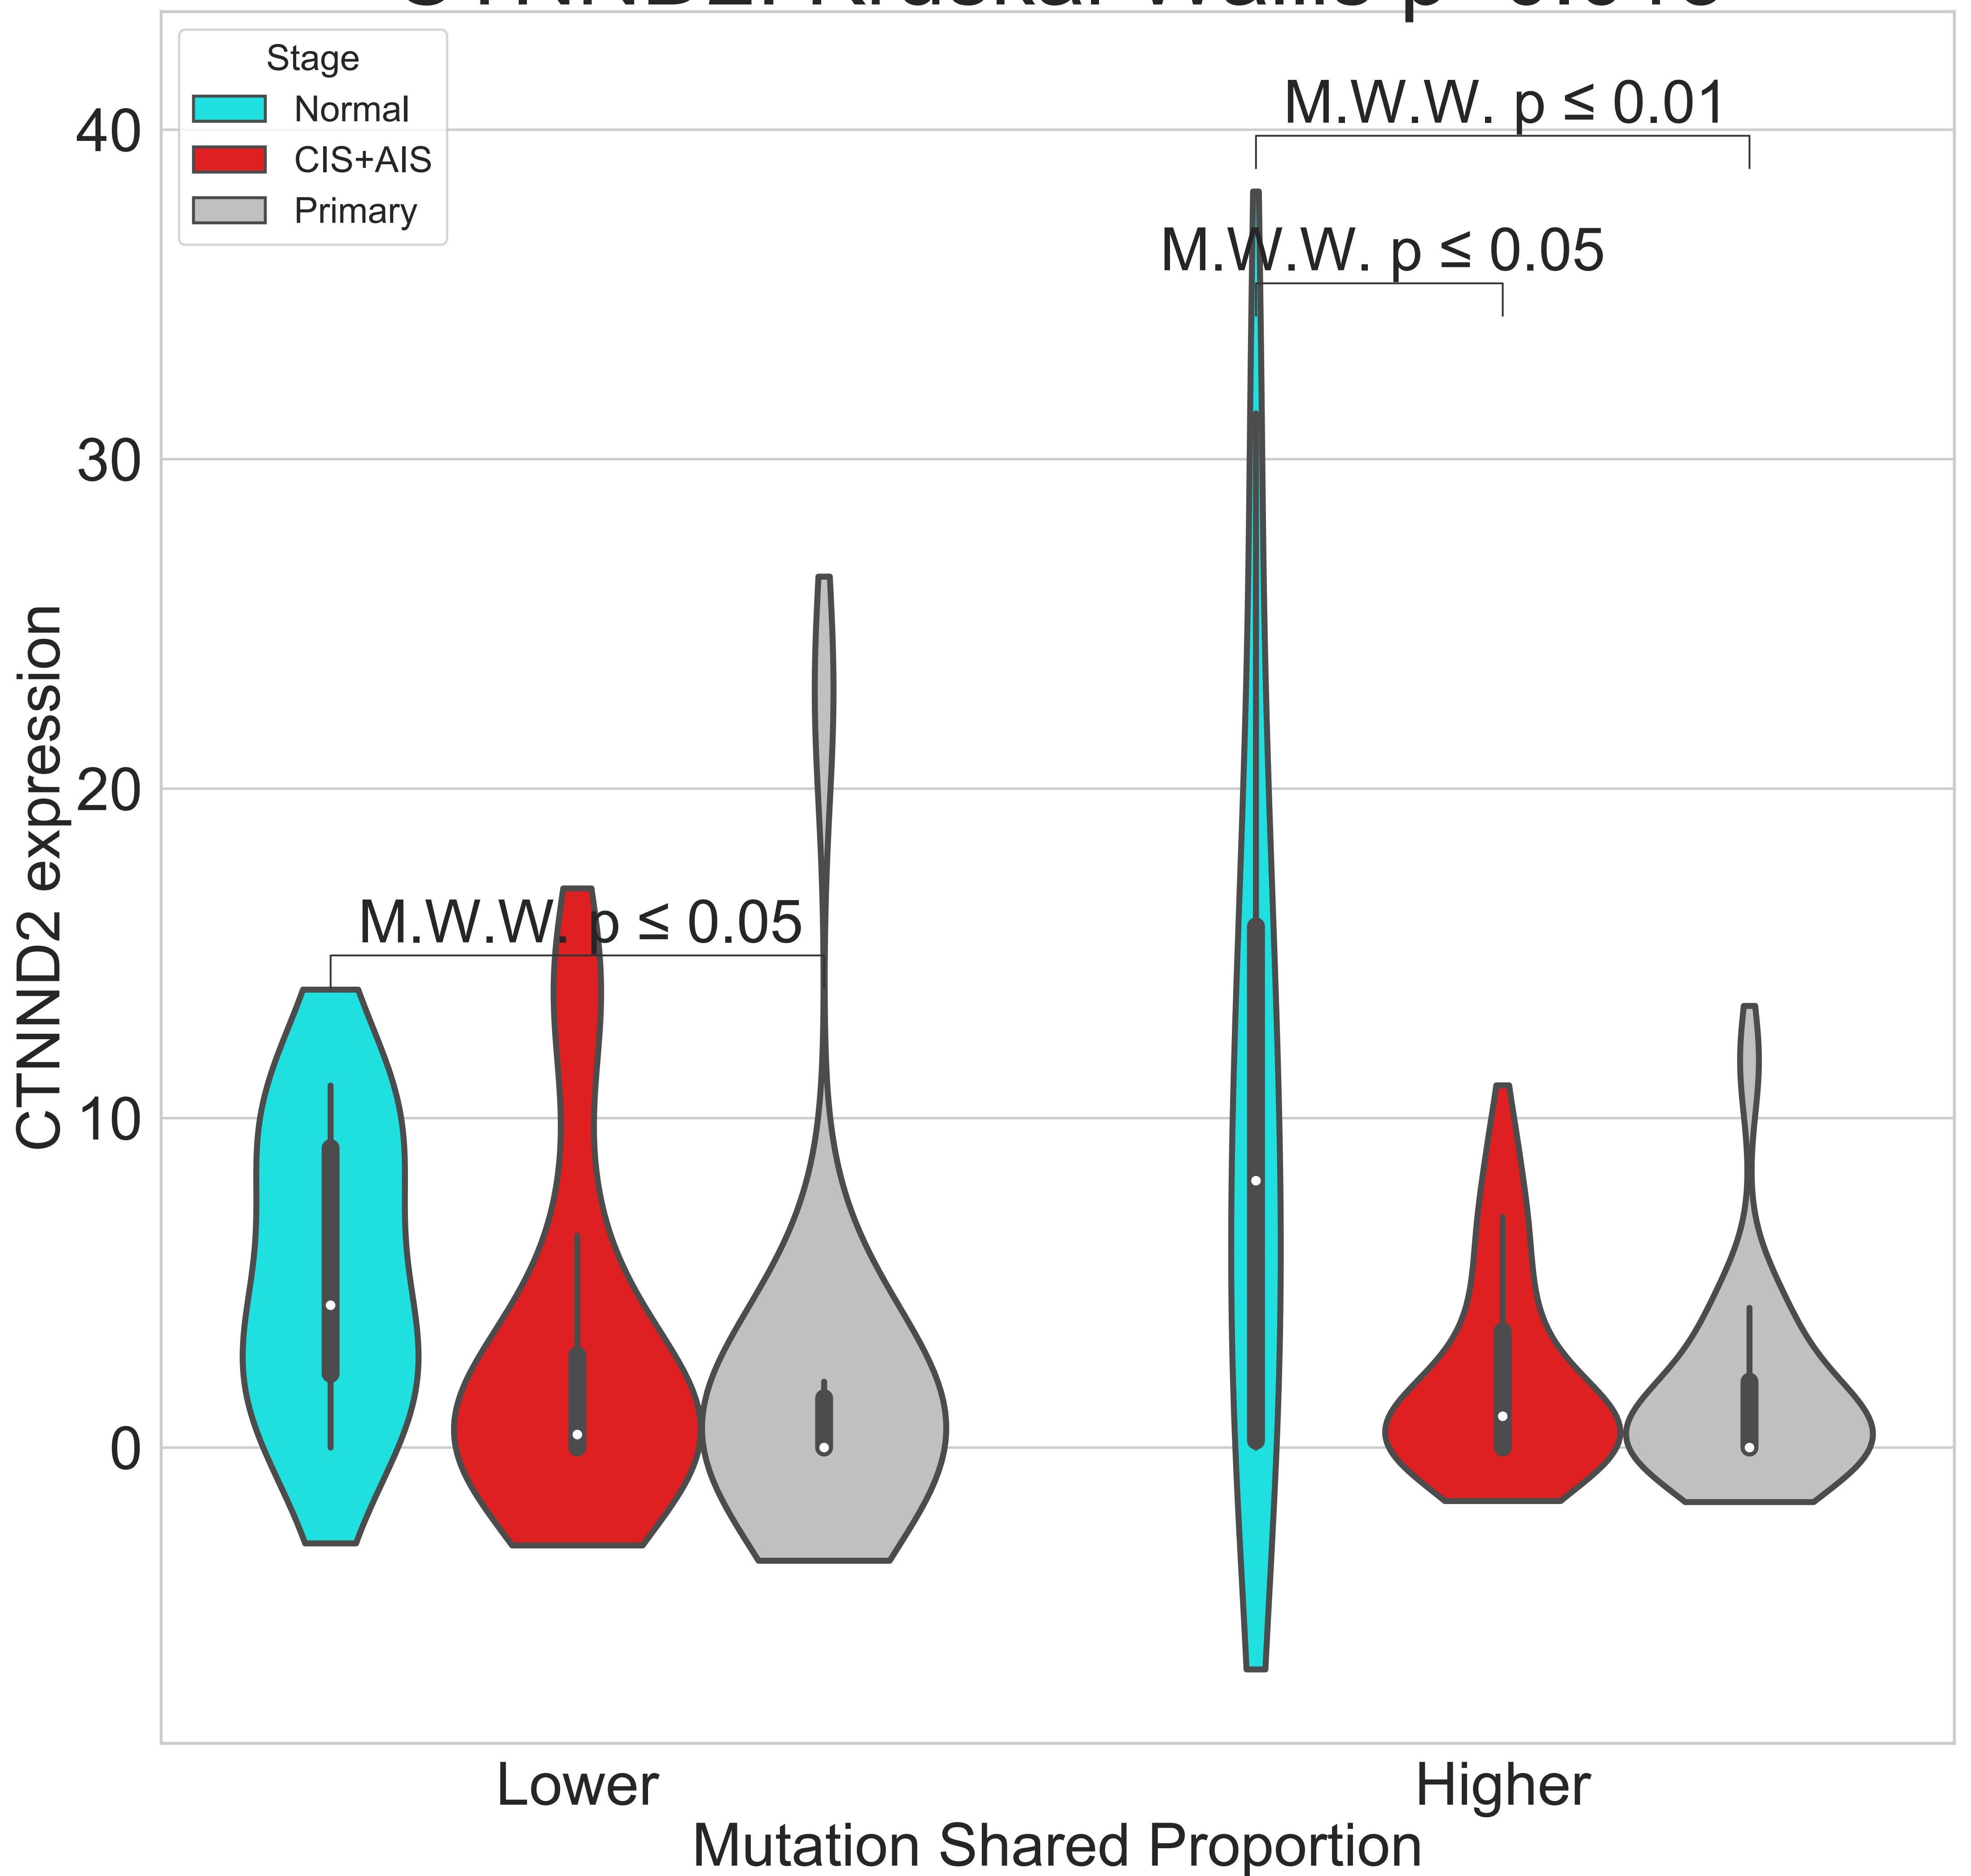 Stage
Normal
CIS+AIS
Primary
M.W.W. p ≤ 0.01
M.W.W. p ≤ 0.05
M.W.W. p ≤ 0.05
40
30
20
10
0
CTNND2 expression
Lower
Higher
Mutation Shared Proportion